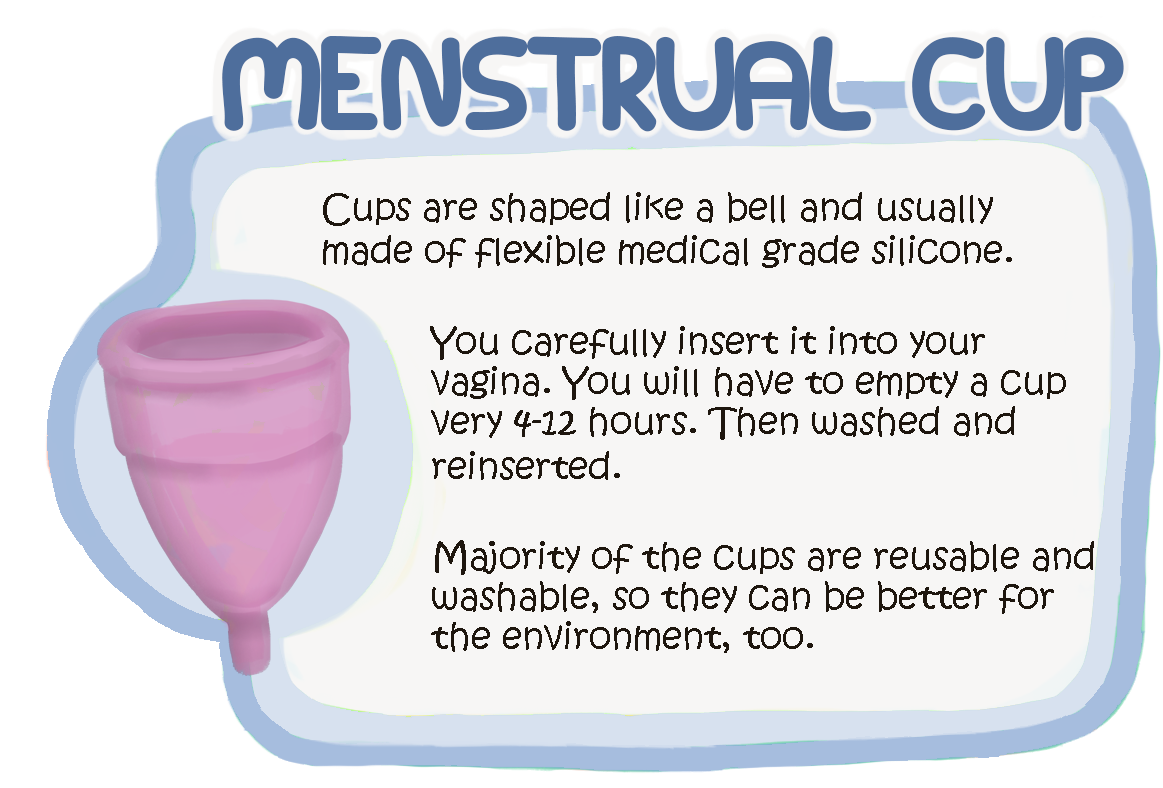 MENSTRUAL CUP
Cups are shaped like a bell and usually
made of flexible medical grade silicone.
You carefully insert it into your
vagina. You will have to empty a cup
very 4-12 hours. Then washed and
reinserted.
Majority of the cups are reusable and
washable, so they can be better for
the environment, too.